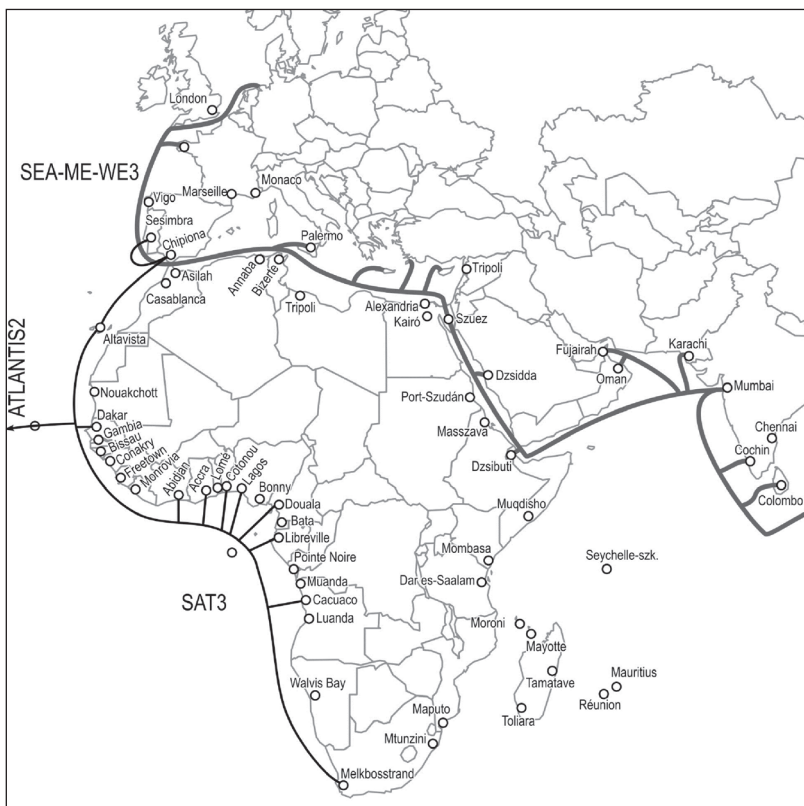 London
SEA-ME-WE3
Monaco
Marseille
Vigo
Sesimbra
Chipiona
Palermo
Annaba
Bizerte
Asilah
Casablanca
Tripoli
Tripoli
Alexandria
Kairó
Szuez
Altavista
ATLANTIS2
Fujairah
Karachi
Oman
Mumbai
Dzsidda
Port-Szudán
Masszava
Nouakchott
Dakar
Gambia
Bissau
Conakry
Freetown
Monrovia
Abidjan
Accra
Lomé
Cotonou
Lagos
Bonny
Douala
Bata
Libreville
Dzsibuti
Chennai
Cochin
Colombo
Muqdisho
Pointe Noire
Muanda
Cacuaco
Luanda
SAT3
Mombasa
Dar es-Saalam
Seychelle-szk.
Moroni
Mayotte
Tamatave
Mauritius
Réunion
Toliara
Walvis Bay
Maputo
Mtunzini
Melkbosstrand